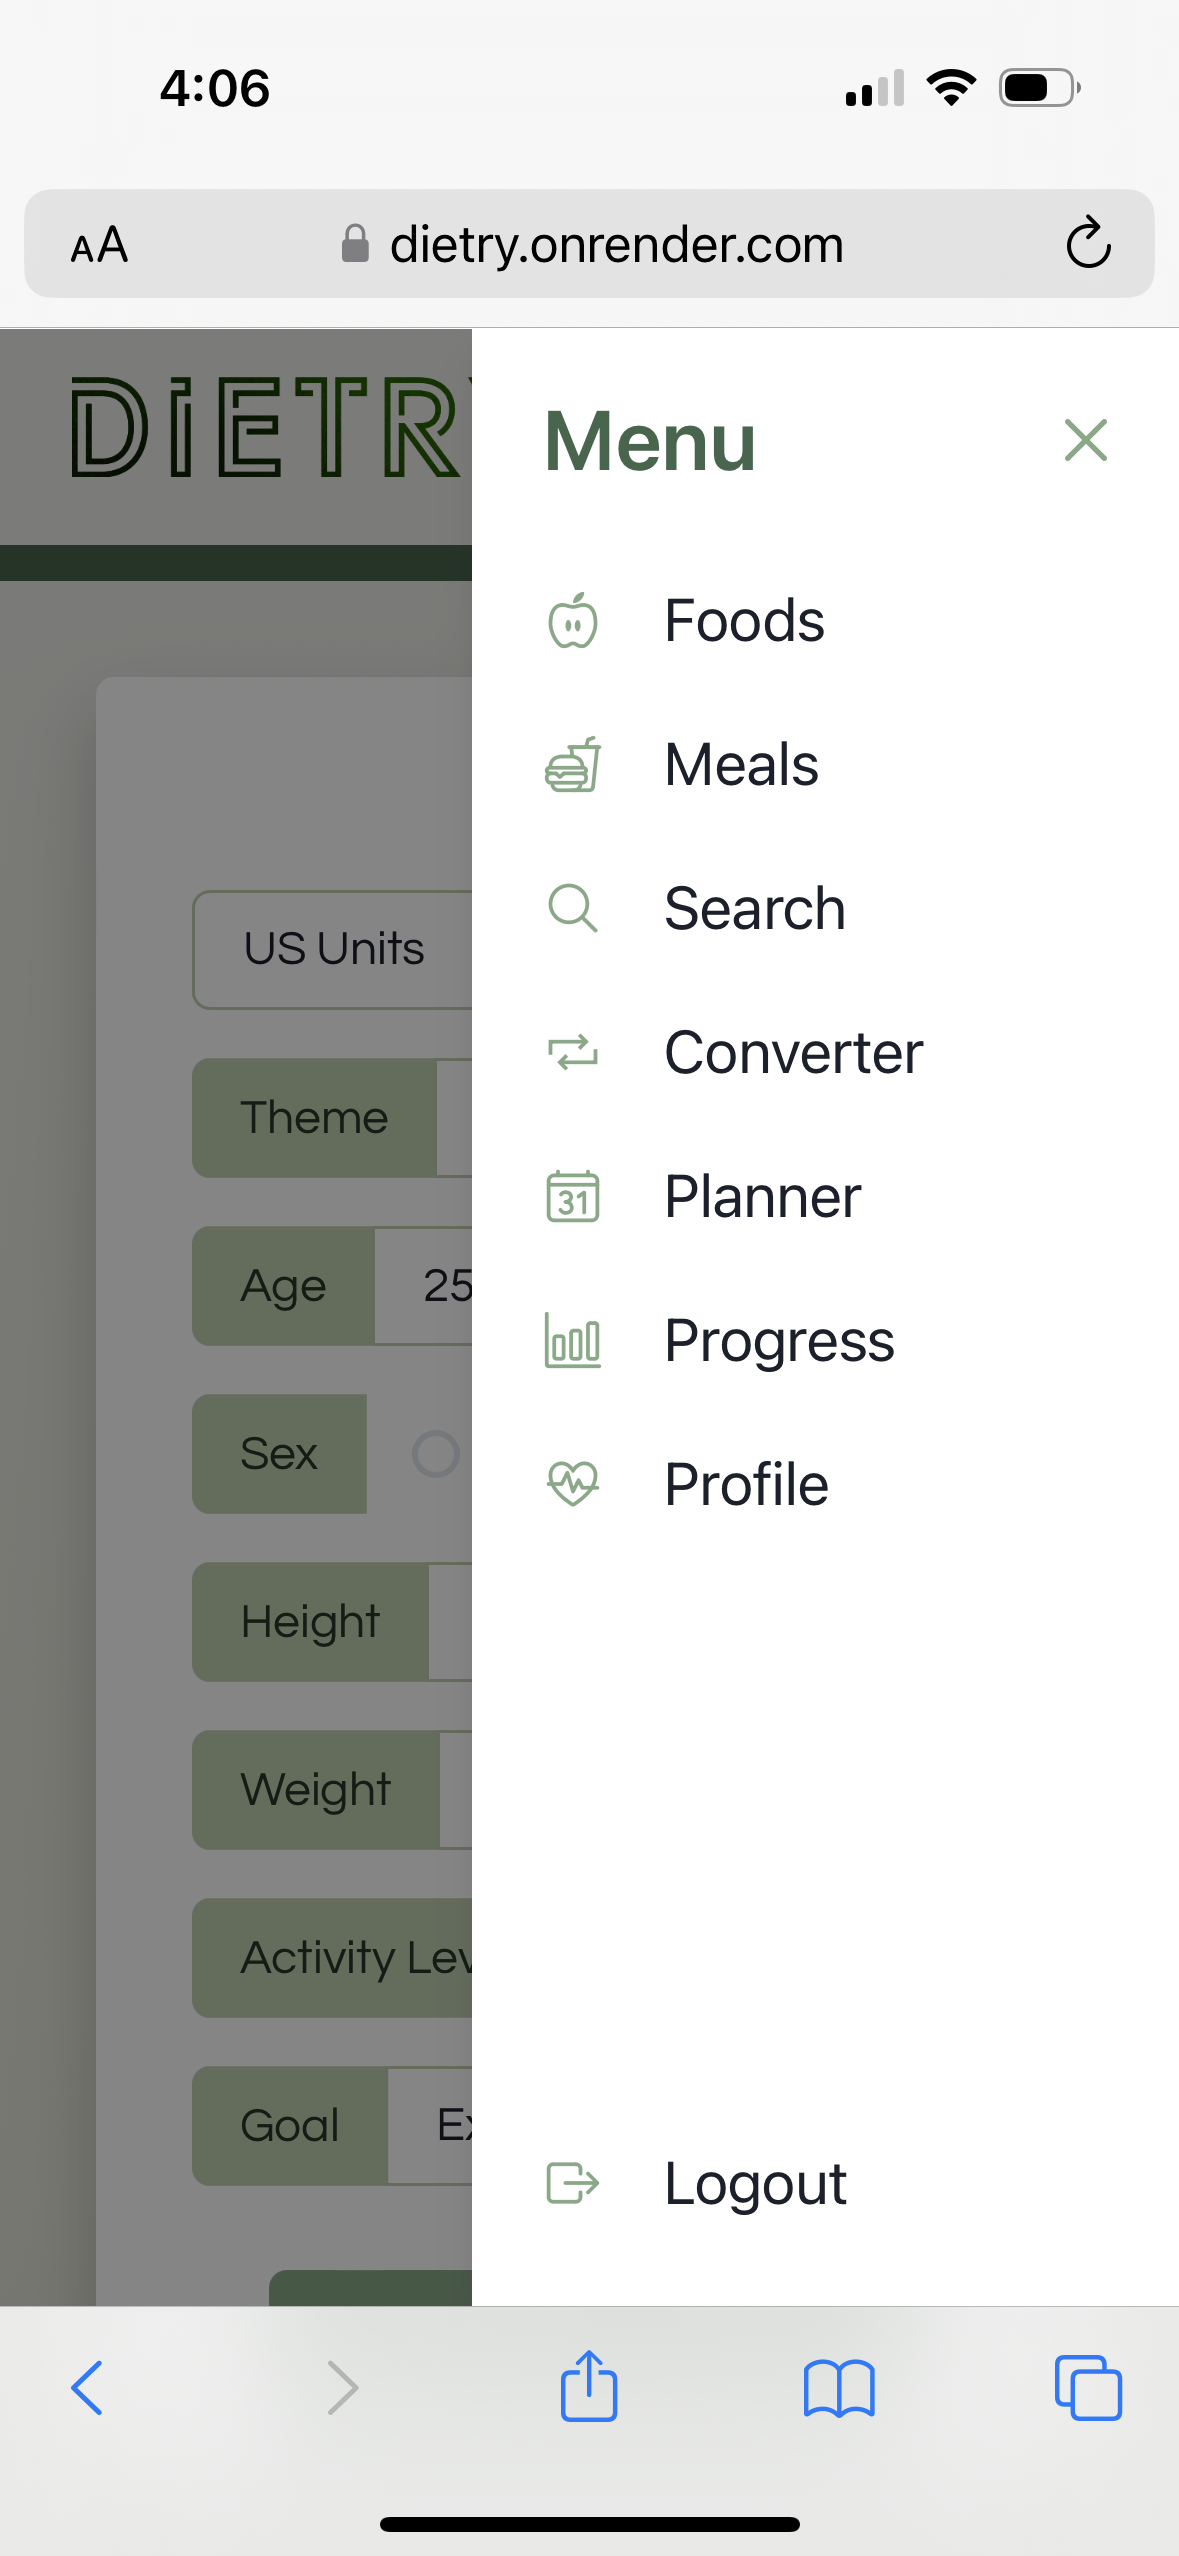 4:06
AA dietry.onrender.com
DiETR
Menu
Foods
Meals
Search
Converter
31 Planner
Progress
Profile
Logout
US Units
Theme
Age 25
Sex
Height
Weight
Activity Lev
Goal Ex